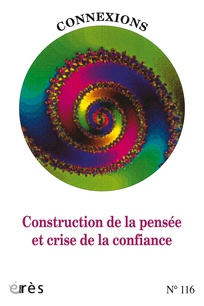 CONNEXIONS
Construction de la pensée
et crise de la confiance
érès
N° 116